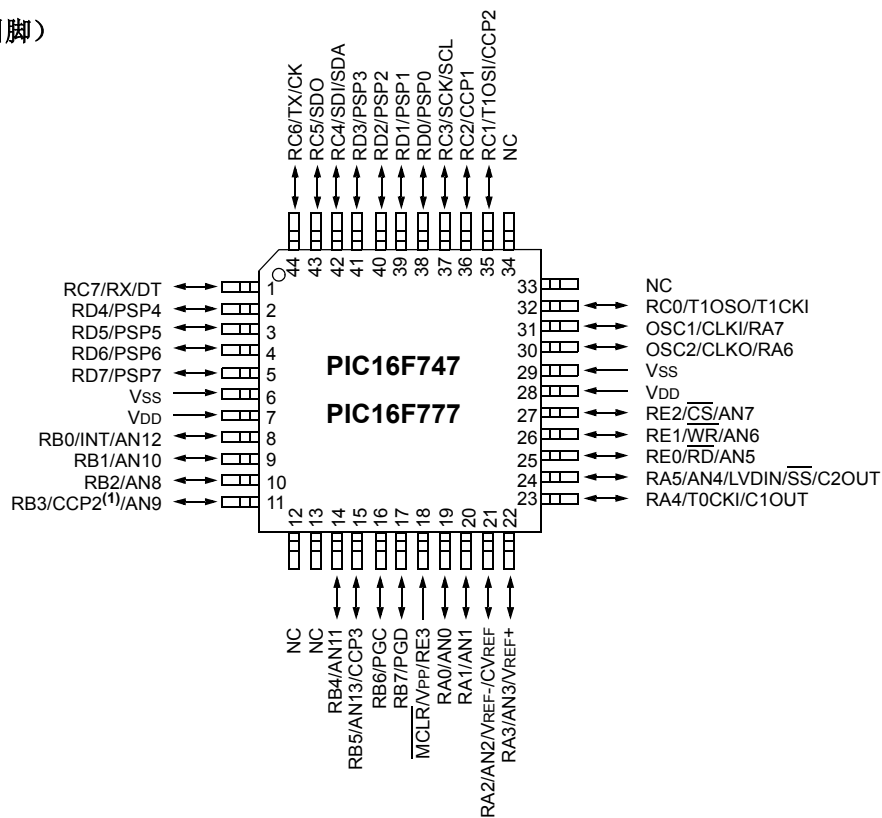 脚）
RC6/TX/CK
RC5/SDO
RC4/SDI/SDA
RD3/PSP3
RD2/PSP2
RD1/PSP1
RD0/PSP0
RC3/SCK/SCL
RC2/CCP1
RC1/T1OSI/CCP2
NC
44
43
42
41
40
39
38
37
36
35
34
RC7/RX/DT 1
RD4/PSP4 2
RD5/PSP5 3
RD6/PSP6 4
RD7/PSP7 5
VSS 6
VDD 7
RB0/INT/AN12 8
RB1/AN10 9
RB2/AN8 10
RB3/CCP2(1)/AN9 11
PIC16F747
PIC16F777
33 NC
32 RC0/T1OSO/T1CKI
31 OSC1/CLKI/RA7
30 OSC2/CLKO/RA6
29 VSS
28 VDD
27 RE2/CS/AN7
26 RE1/WR/AN6
25 RE0/RD/AN5
24 RA5/AN4/LVDIN/SS/C2OUT
23 RA4/T0CKI/C1OUT
12
13
14
15
16
17
18
19
20
21
22
NC
NC
RB4/AN11
RB5/AN13/CCP3
RB6/PGC
RB7/PGD
MCLR/VPP/RE3
RA0/AN0
RA1/AN1
RA2/AN2/VREF-/CVREF
RA3/AN3/VREF+